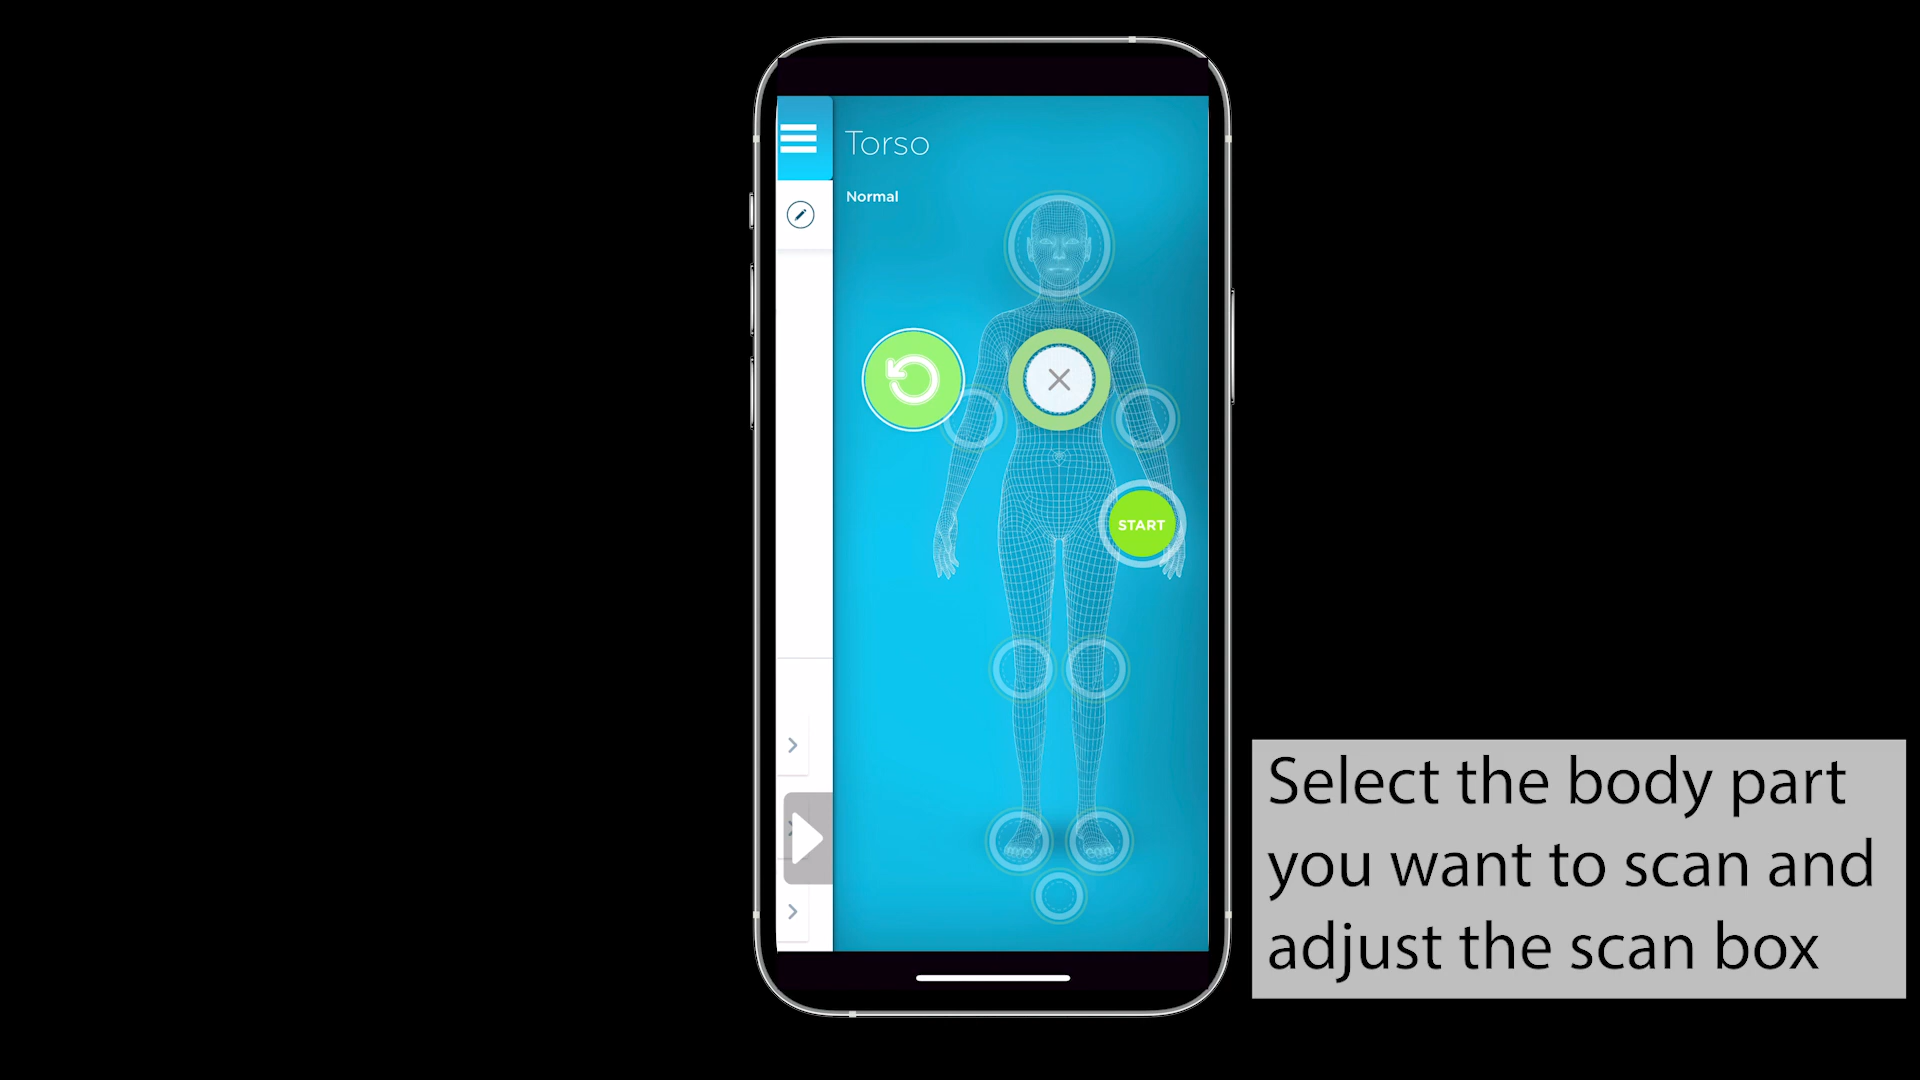 Torso
Normal
START
Select the body part
you want to scan and
adjust the scan box